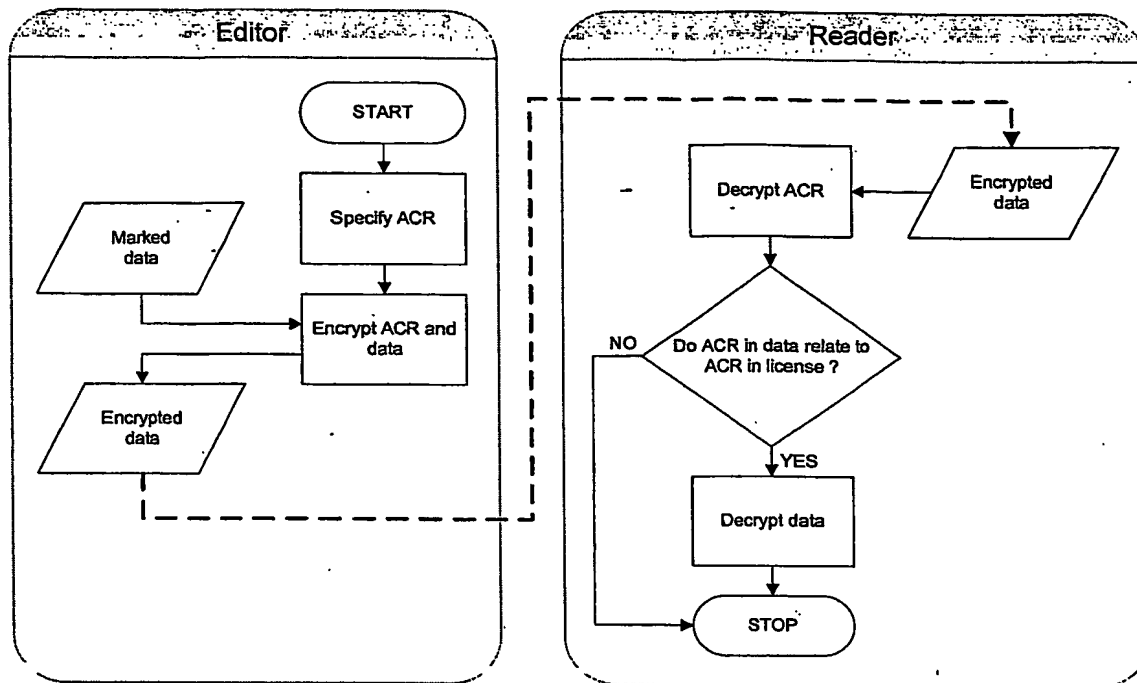 Editor
START
Specify ACR
Marked
data
Encrypt ACR and
data
Encrypted
data
Reader
Encrypted
data
Decrypt ACR
Do ACR in data relate to
ACR in license ?
NO
YES
Decrypt data
STOP